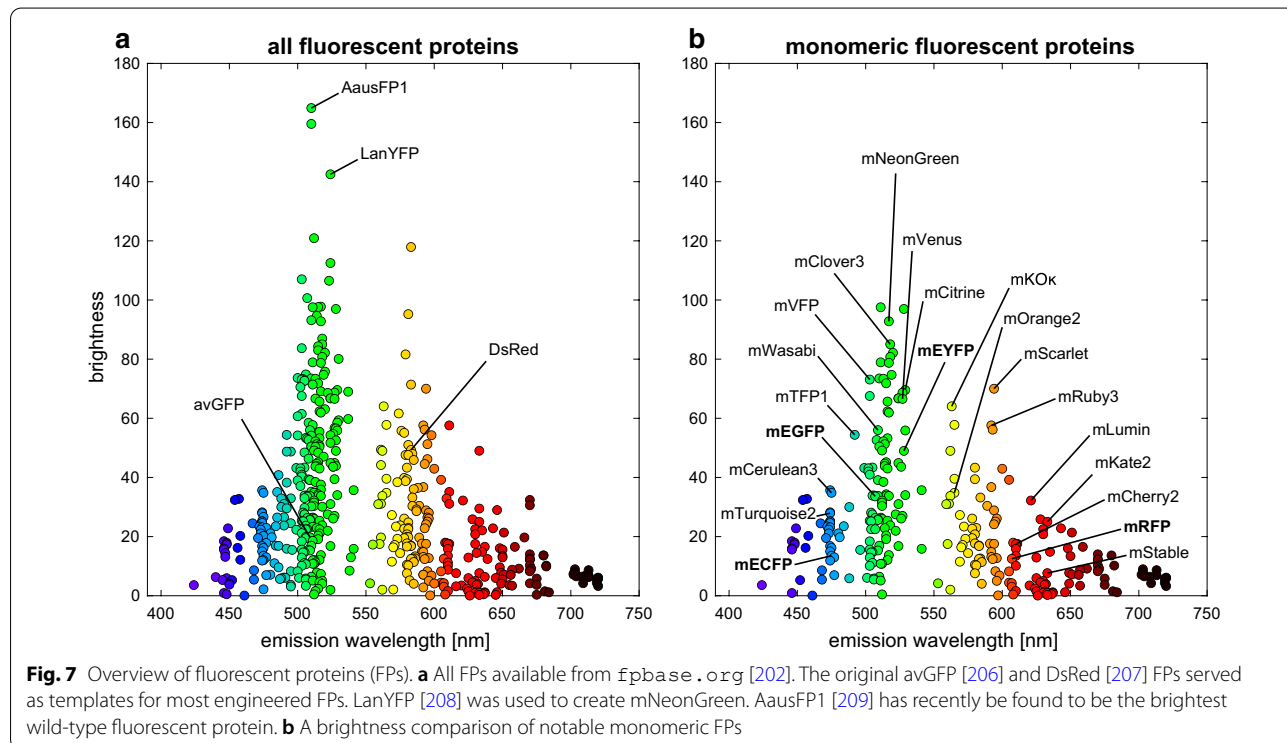 a
all fluorescent proteins
180
160
140
120
100
80
60
40
20
0
brightness
400
450
500
550
600
650
700
750
emission wavelength [nm]
AausFP1
LanYFP
DsRed
avGFP
b
monomeric fluorescent proteins
180
160
140
120
100
80
60
40
20
0
400
450
500
550
600
650
700
750
emission wavelength [nm]
mNeonGreen
mVenus
mClover3
mCitrine
mKOκ
mVFP
mOrange2
mWasabi
mEYFP
mScarlet
mTFP1
mRuby3
mEGFP
mLumin
mCerulean3
mKate2
mCherry2
mTurquoise2
mRFP
mECFP
mStable
Fig. 7 Overview of fluorescent proteins (FPs). a All FPs available from fpbase.org [202]. The original avGFP [206] and DsRed [207] FPs served
as templates for most engineered FPs. LanYFP [208] was used to create mNeonGreen. AausFP1 [209] has recently be found to be the brightest
wild-type fluorescent protein. b A brightness comparison of notable monomeric FPs